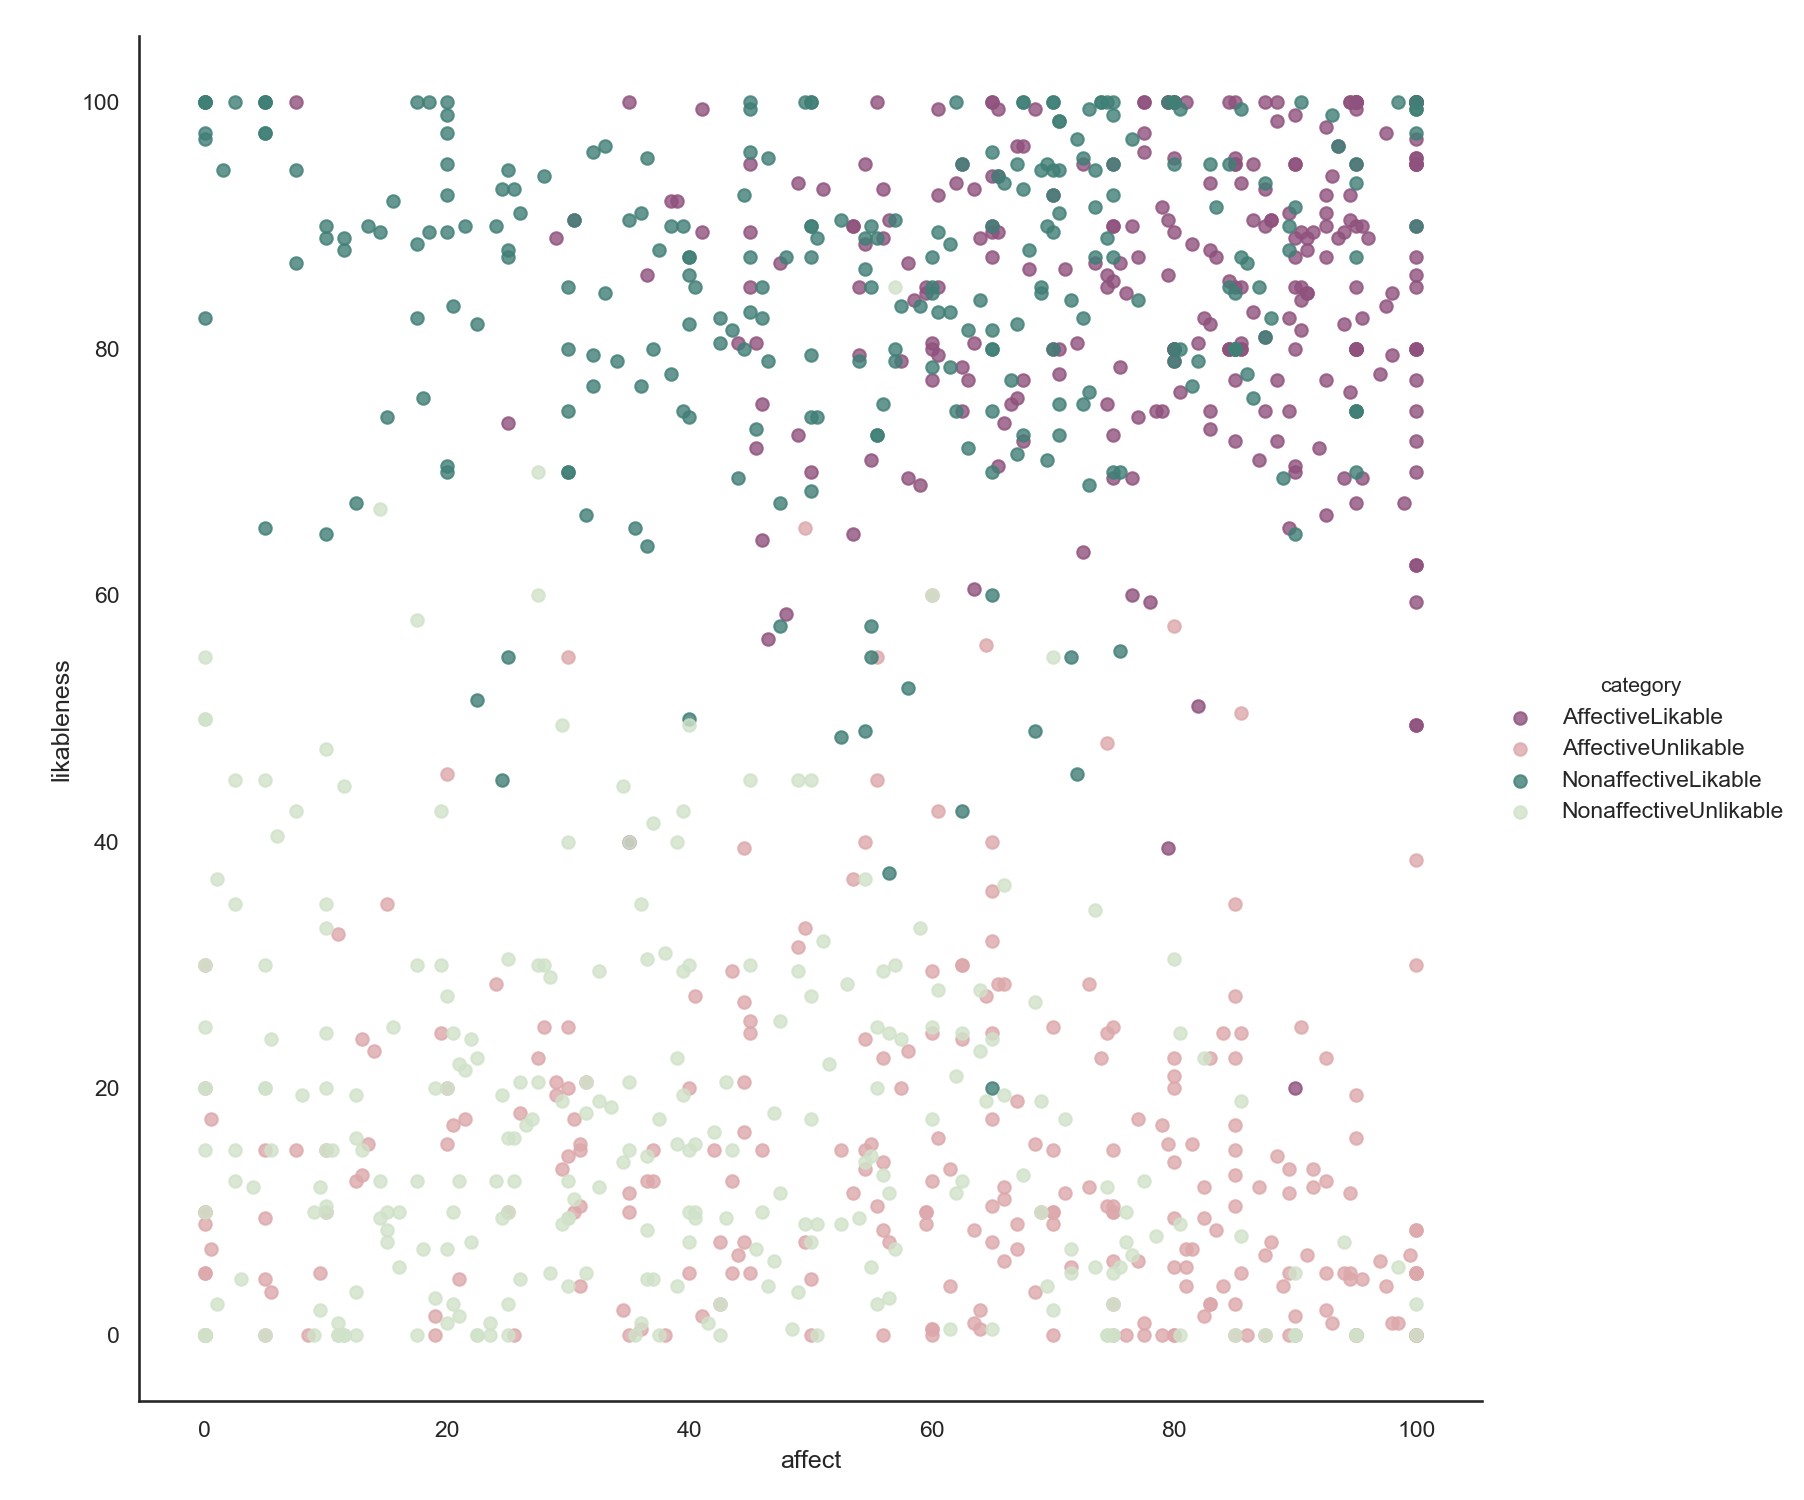 100
80
60
40
20
0
likableness
0 20 40 60 80 100
affect
category
AffectiveLikable
AffectiveUnlikable
NonaffectiveLikable
NonaffectiveUnlikable